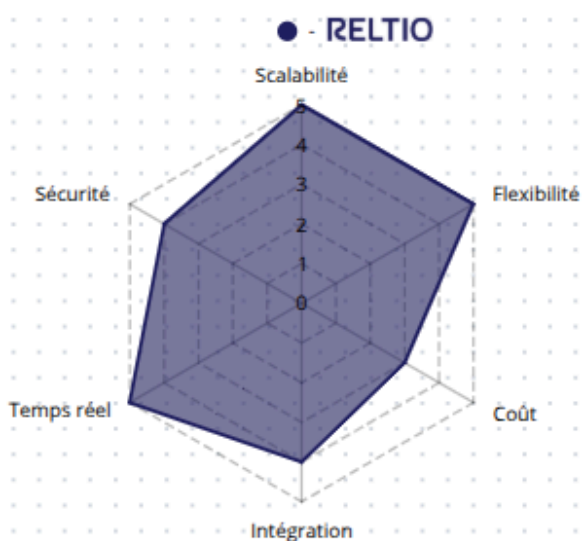 - RELTIO
Scalabilité
5
4
Sécurité
3
Flexibilité
2
1
0
Temps réel
Coût
Intégration